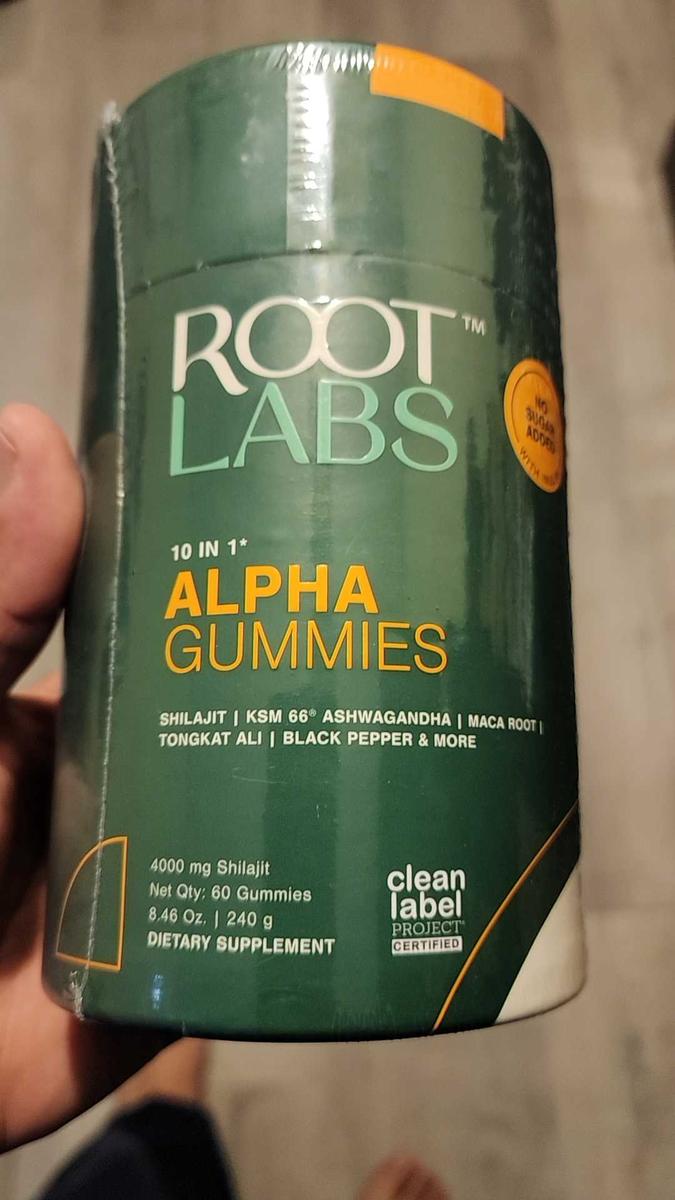 ROOT™
LABS
NO
SUGAR
ADDED
10 IN 1*
ALPHA
GUMMIES
SHILAJIT | KSM 66® ASHWAGANDHA | MACA ROOT |
TONGKAT ALI | BLACK PEPPER & MORE
4000 mg Shilajit
Net Qty: 60 Gummies
8.46 Oz. | 240 g
DIETARY SUPPLEMENT
clean
label
PROJECT®
CERTIFIED